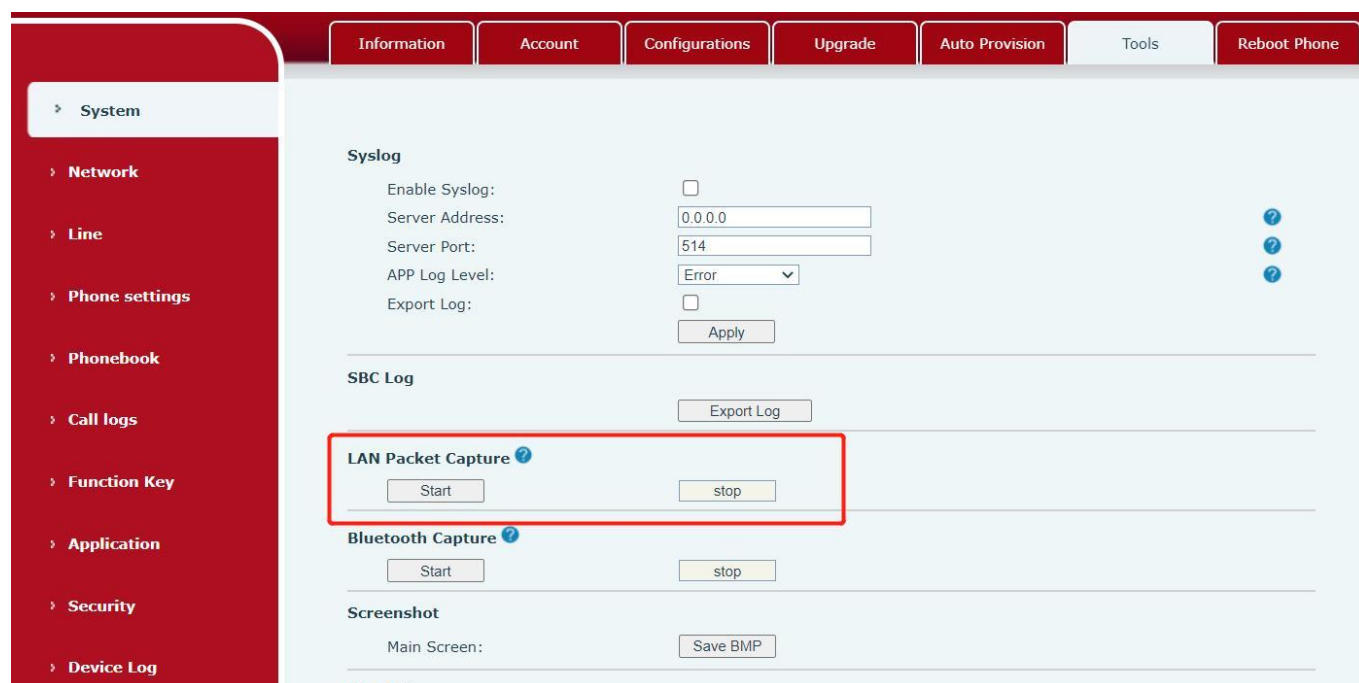 Information Account Configurations Upgrade Auto Provision Tools Reboot Phone
System
Network
Line
Phone settings
Phonebook
Call logs
Function Key
Application
Security
Device Log
Syslog
Enable Syslog:
Server Address: 0.0.0.0 ?
Server Port: 514 ?
APP Log Level: Error ?
Export Log:
Apply
SBC Log
Export Log
LAN Packet Capture ?
Start stop
Bluetooth Capture ?
Start stop
Screenshot
Main Screen: Save BMP